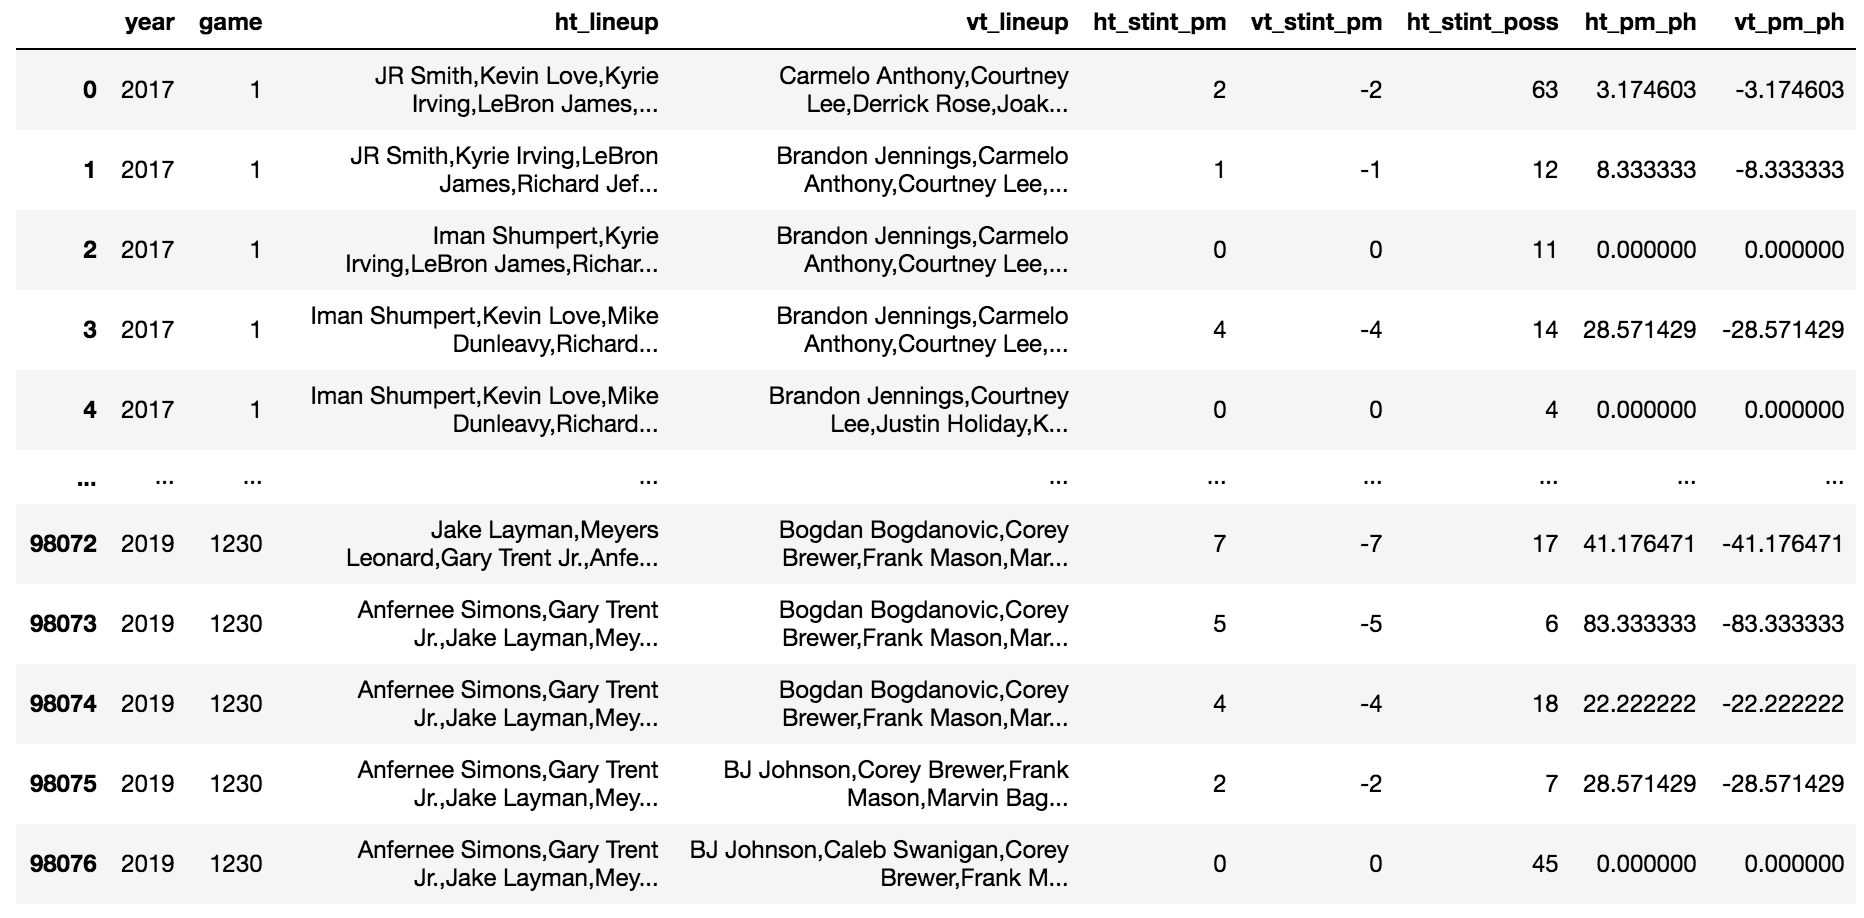 year game ht_lineup vt_lineup ht_stint_pm vt_stint_pm ht_stint_poss ht_pm_ph vt_pm_ph
0 2017 1 JR Smith,Kevin Love,Kyrie Carmelo Anthony,Courtney 2 -2 63 3.174603 -3.174603
Irving,LeBron James,... Lee,Derrick Rose,Joak...
1 2017 1 JR Smith,Kyrie Irving,LeBron Brandon Jennings,Carmelo 1 -1 12 8.333333 -8.333333
James,Richard Jef... Anthony,Courtney Lee,...
2 2017 1 Iman Shumpert,Kyrie Brandon Jennings,Carmelo 0 0 11 0.000000 0.000000
Irving,LeBron James,Richar... Anthony,Courtney Lee,...
3 2017 1 Iman Shumpert,Kevin Love,Mike Brandon Jennings,Carmelo 4 -4 14 28.571429 -28.571429
Dunleavy,Richard... Anthony,Courtney Lee,...
4 2017 1 Iman Shumpert,Kevin Love,Mike Brandon Jennings,Courtney 0 0 4 0.000000 0.000000
Dunleavy,Richard... Lee,Justin Holiday,K...
... ... ... ... ... ... ... ... ... ...
98072 2019 1230 Jake Layman,Meyers Bogdan Bogdanovic,Corey 7 -7 17 41.176471 -41.176471
Leonard,Gary Trent Jr.,Anfe... Brewer,Frank Mason,Mar...
98073 2019 1230 Anfernee Simons,Gary Trent Bogdan Bogdanovic,Corey 5 -5 6 83.333333 -83.333333
Jr.,Jake Layman,Mey... Brewer,Frank Mason,Mar...
98074 2019 1230 Anfernee Simons,Gary Trent Bogdan Bogdanovic,Corey 4 -4 18 22.222222 -22.222222
Jr.,Jake Layman,Mey... Brewer,Frank Mason,Mar...
98075 2019 1230 Anfernee Simons,Gary Trent BJ Johnson,Corey Brewer,Frank 2 -2 7 28.571429 -28.571429
Jr.,Jake Layman,Mey... Mason,Marvin Bag...
98076 2019 1230 Anfernee Simons,Gary Trent BJ Johnson,Caleb Swanigan,Corey 0 0 45 0.000000 0.000000
Jr.,Jake Layman,Mey... Brewer,Frank M...